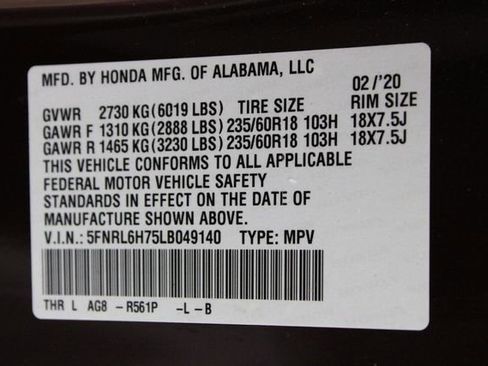 MFD. BY HONDA MFG. OF ALABAMA, LLC
02 / '20
GVWR 2730 KG(6019 LBS) TIRE SIZE RIM SIZE
GAWR F 1310 KG(2888 LBS) 235/60R18 103H 18X7.5J
GAWR R 1465 KG(3230 LBS) 235/60R18 103H 18X7.5J
THIS VEHICLE CONFORMS TO ALL APPLICABLE
FEDERAL MOTOR VEHICLE SAFETY
STANDARDS IN EFFECT ON THE DATE OF
MANUFACTURE SHOWN ABOVE.
V.I.N.: 5FNRL6H75LB049140 TYPE: MPV
THR L AG8 – R561P –L – B